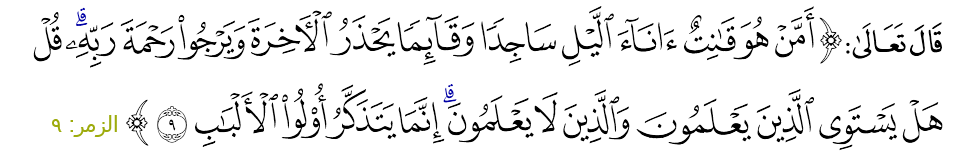 قَالَ تَعَالَىٰ: ﴿ أَمَّنْ هُوَ قَٰنِتٌ ءَانَآءَ ٱلَّيْلِ سَاجِدٗا وَقَآئِمٗا يَحْذَرُ ٱلْأٓخِرَةَ وَيَرْجُوا۟ رَحْمَةَ رَبِّهِۦۗ قُلْ
هَلْ يَسْتَوِى ٱلَّذِينَ يَعْلَمُونَ وَٱلَّذِينَ لَا يَعْلَمُونَۗ إِنَّمَا يَتَذَكَّرُ أُو۟لُوا۟ ٱلْأَلْبَٰبِ ٩ ﴾ الزمر: ٩